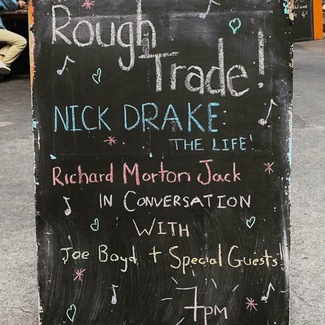 Rough
Trade!
NICK DRAKE:
THE LIFE!
Richard Morton Jack
IN CONVERSATION
WITH
Joe Boyd + Special Guests!
7pm